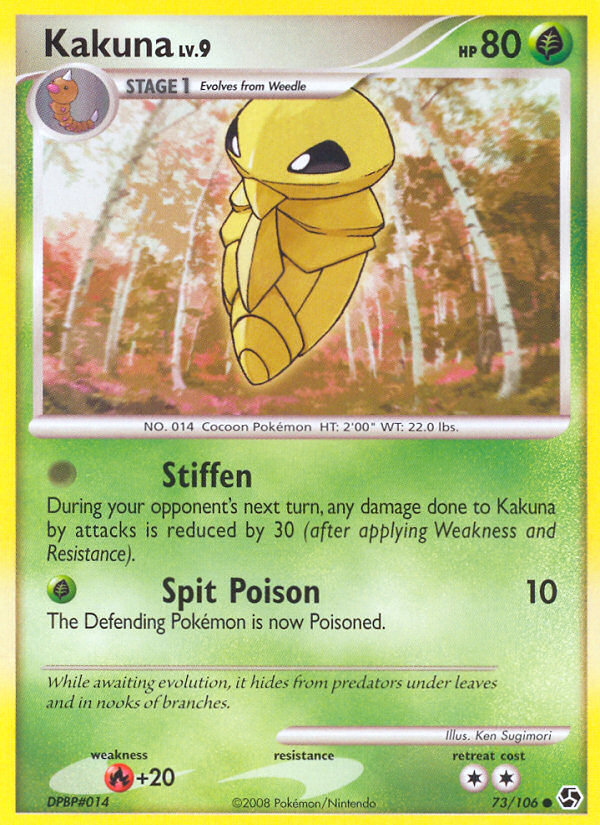 Kakuna LV.9
HP 80
STAGE 1 Evolves from Weedle
NO. 014 Cocoon Pokémon HT: 2'00" WT: 22.0 lbs.
Stiffen
During your opponent's next turn, any damage done to Kakuna
by attacks is reduced by 30 (after applying Weakness and
Resistance).
Spit Poison 10
The Defending Pokémon is now Poisoned.
While awaiting evolution, it hides from predators under leaves
and in nooks of branches.
Illus. Ken Sugimori
weakness resistance retreat cost
+20
DPBP#014 ©2008 Pokémon/Nintendo 73/106